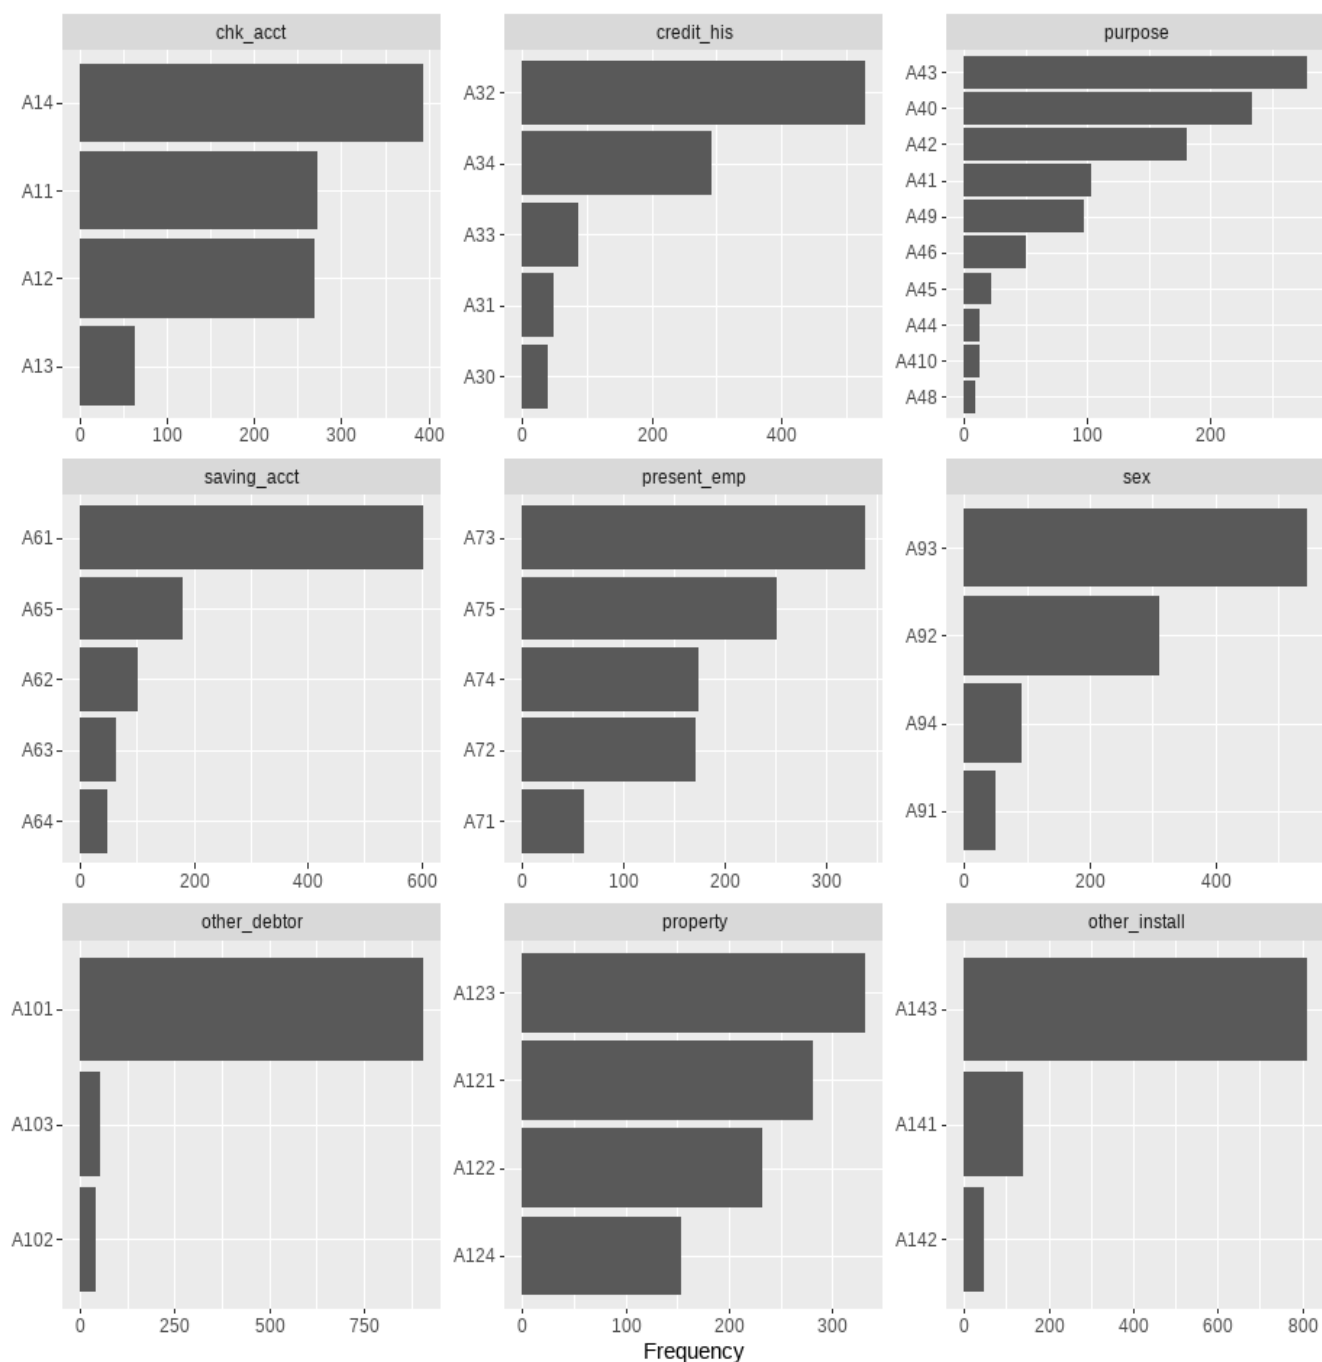 chk_acct
A14
A11
A12
A13
0 100 200 300 400
credit_his
A32
A34
A33
A31
A30
0 200 400
purpose
A43
A40
A42
A41
A49
A46
A45
A44
A410
A48
0 100 200
saving_acct
A61
A65
A62
A63
A64
0 200 400 600
present_emp
A73
A75
A74
A72
A71
0 100 200 300
sex
A93
A92
A94
A91
0 200 400
other_debtor
A101
A103
A102
0 250 500 750
property
A123
A121
A122
A124
0 100 200 300
other_install
A143
A141
A142
0 200 400 600 800
Frequency